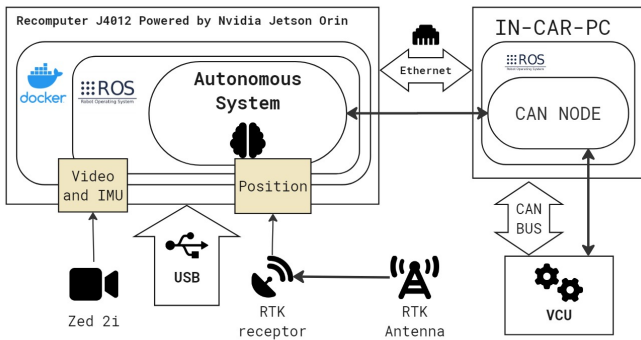 Recomputer J4012 Powered by Nvidia Jetson Orin
docker
ROS
Robot Operating System
Autonomous
System
Video
and IMU
Position
USB
Zed 2i
RTK
receptor
RTK
Antenna
Ethernet
IN-CAR-PC
ROS
Robot Operating System
CAN NODE
CAN
BUS
VCU